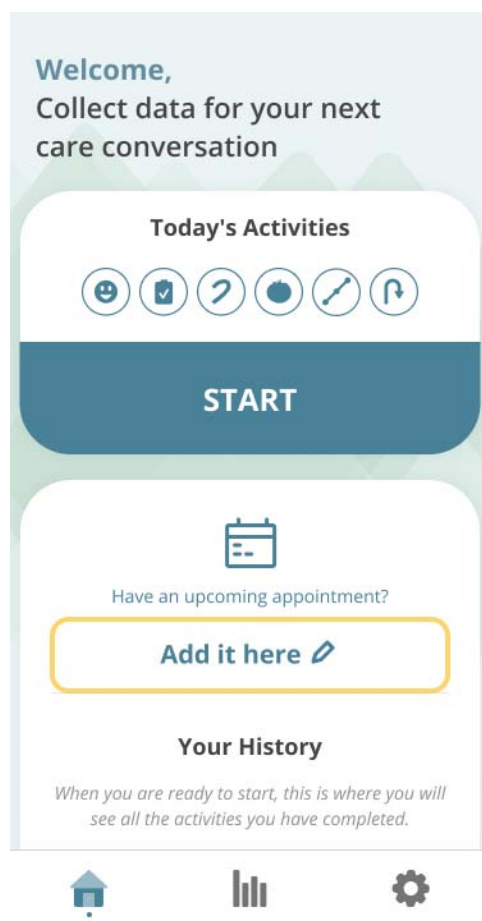 Welcome,
Collect data for your next
care conversation
Today's Activities
START
Have an upcoming appointment?
Add it here
Your History
When you are ready to start, this is where you will
see all the activities you have completed.